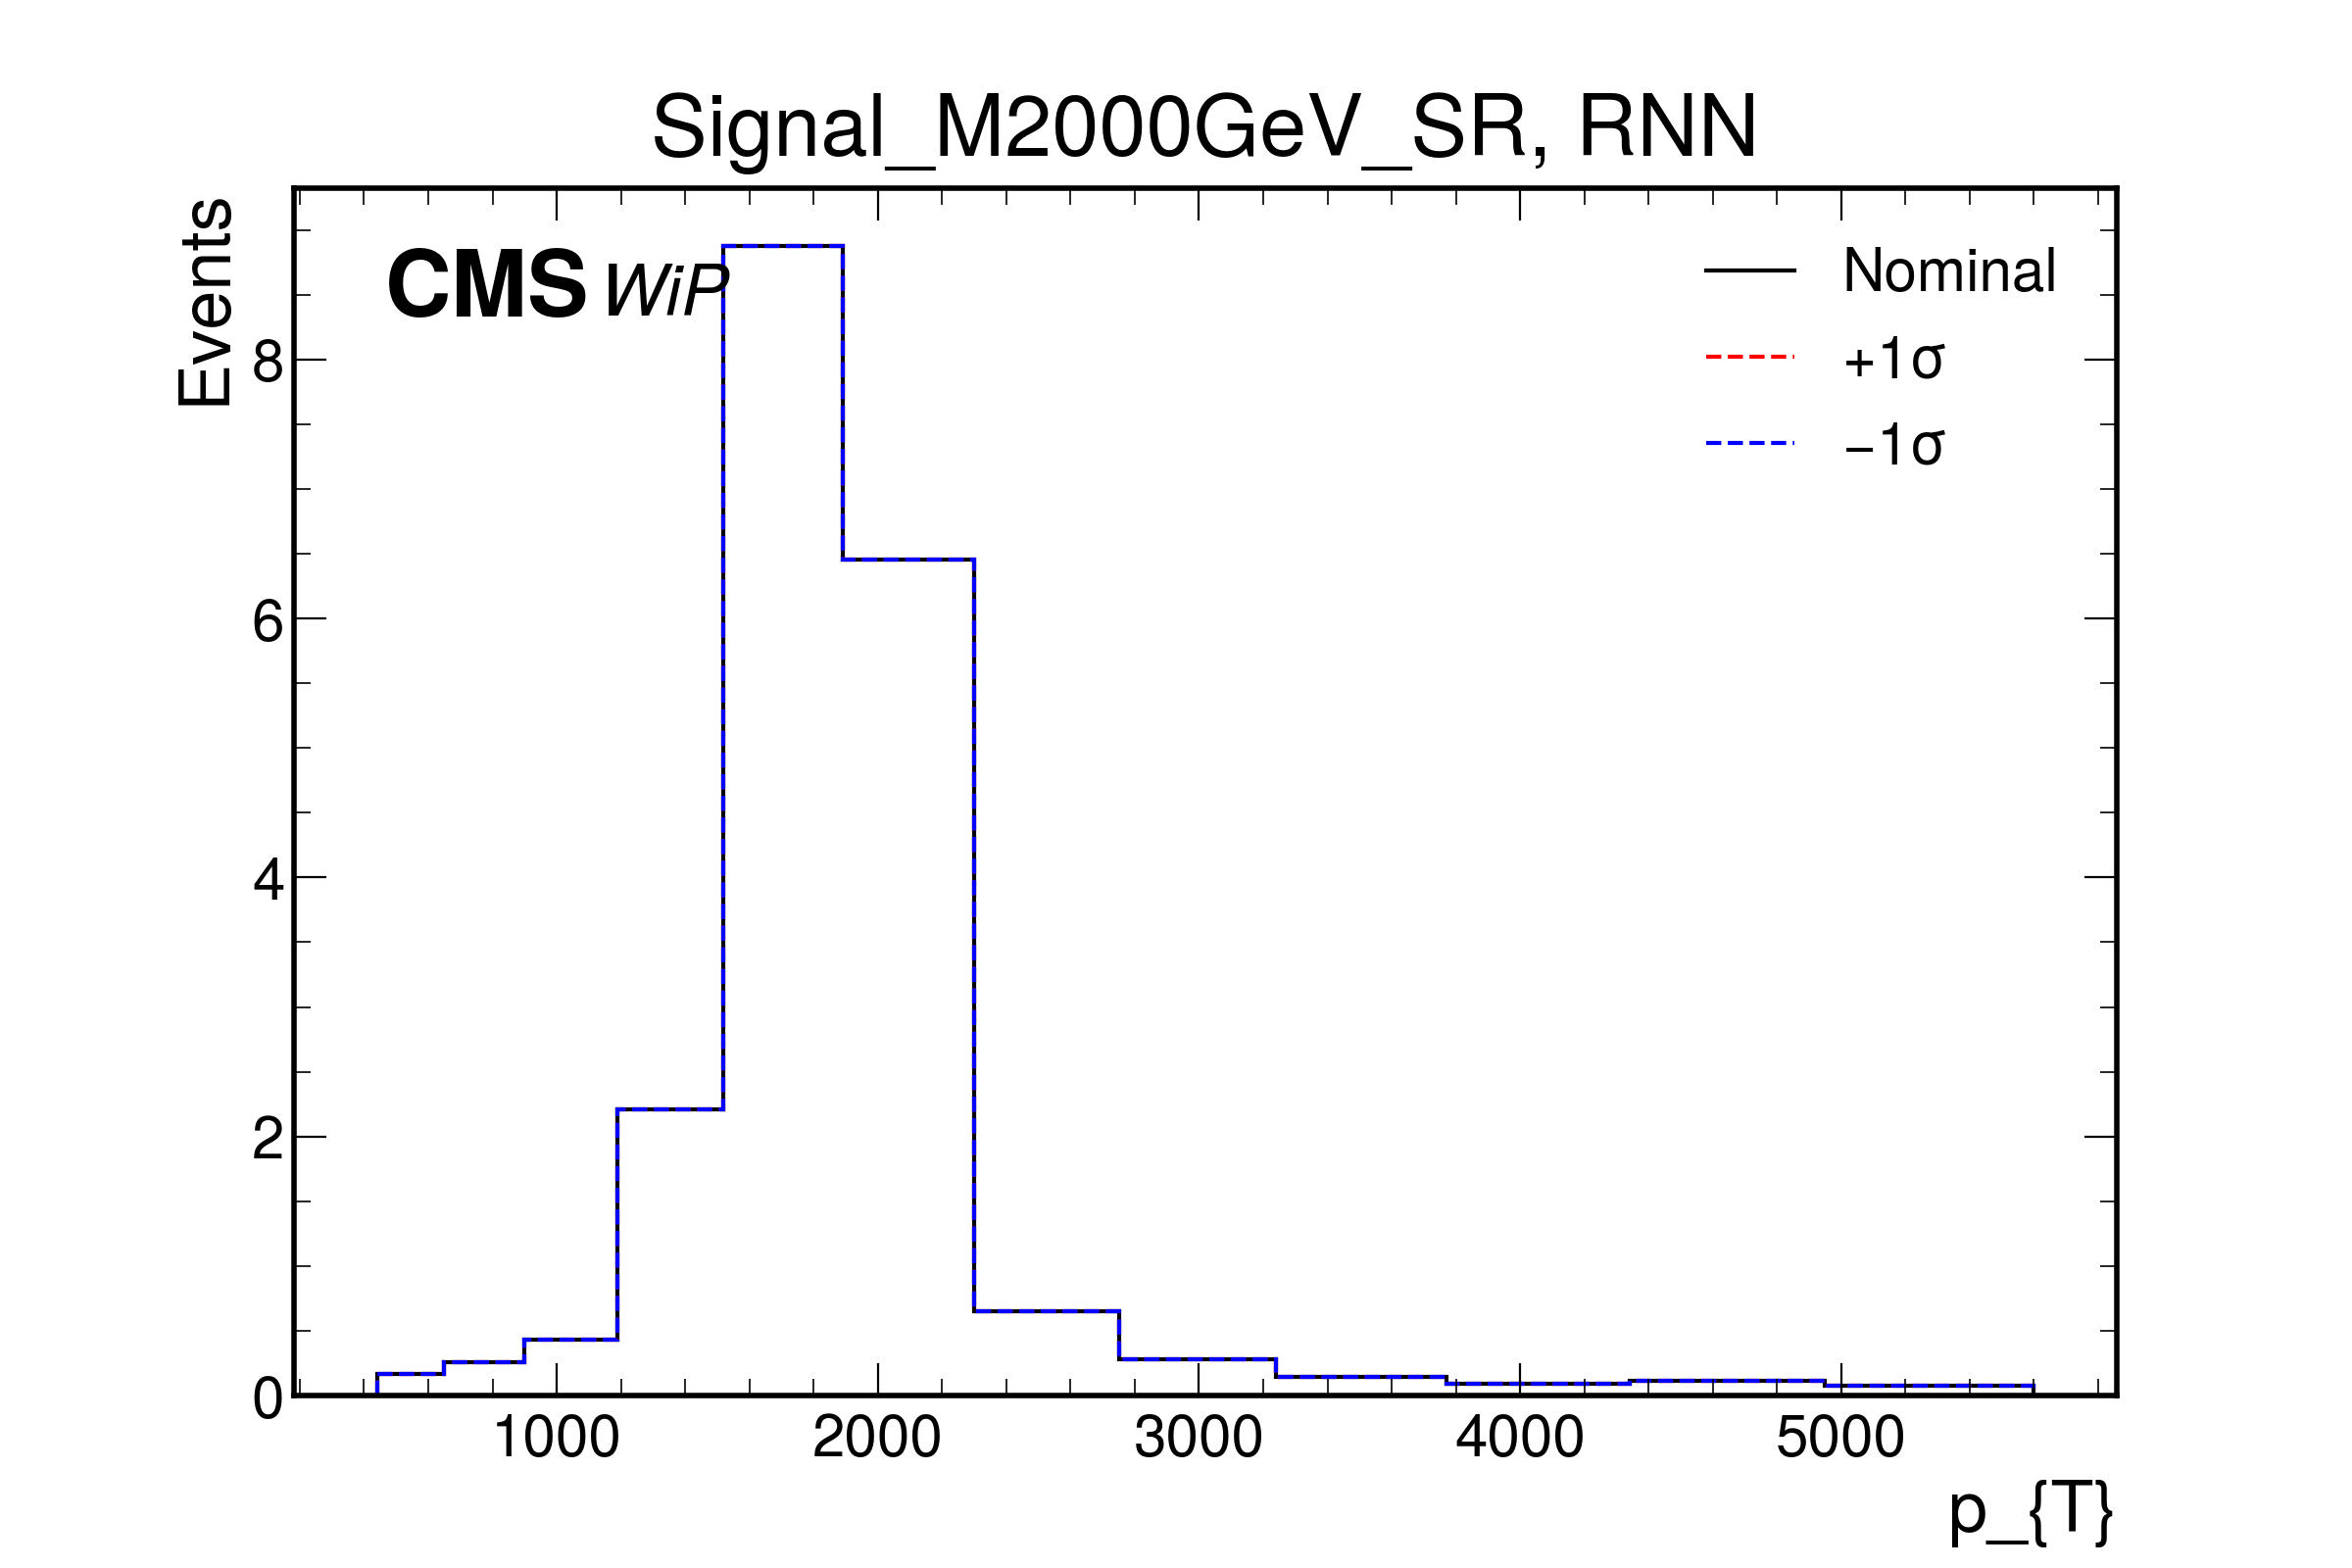 Signal_M2000GeV_SR, RNN
Events
CMS WiP
Nominal
+1σ
−1σ
8
6
4
2
0
1000 2000 3000 4000 5000
p_{T}